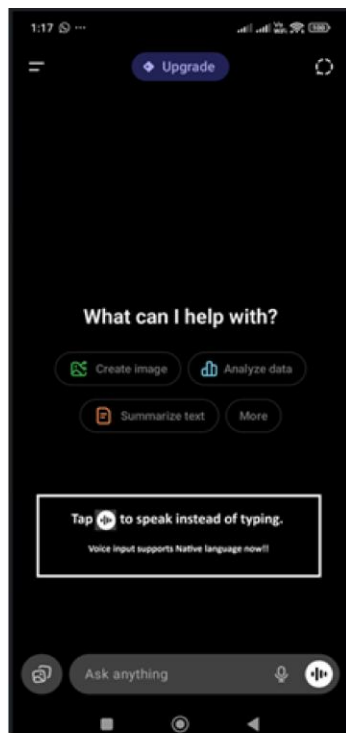 1:17
Upgrade
What can I help with?
Create image
Analyze data
Summarize text
More
Tap to speak instead of typing.
Voice input supports Native language now!!
Ask anything